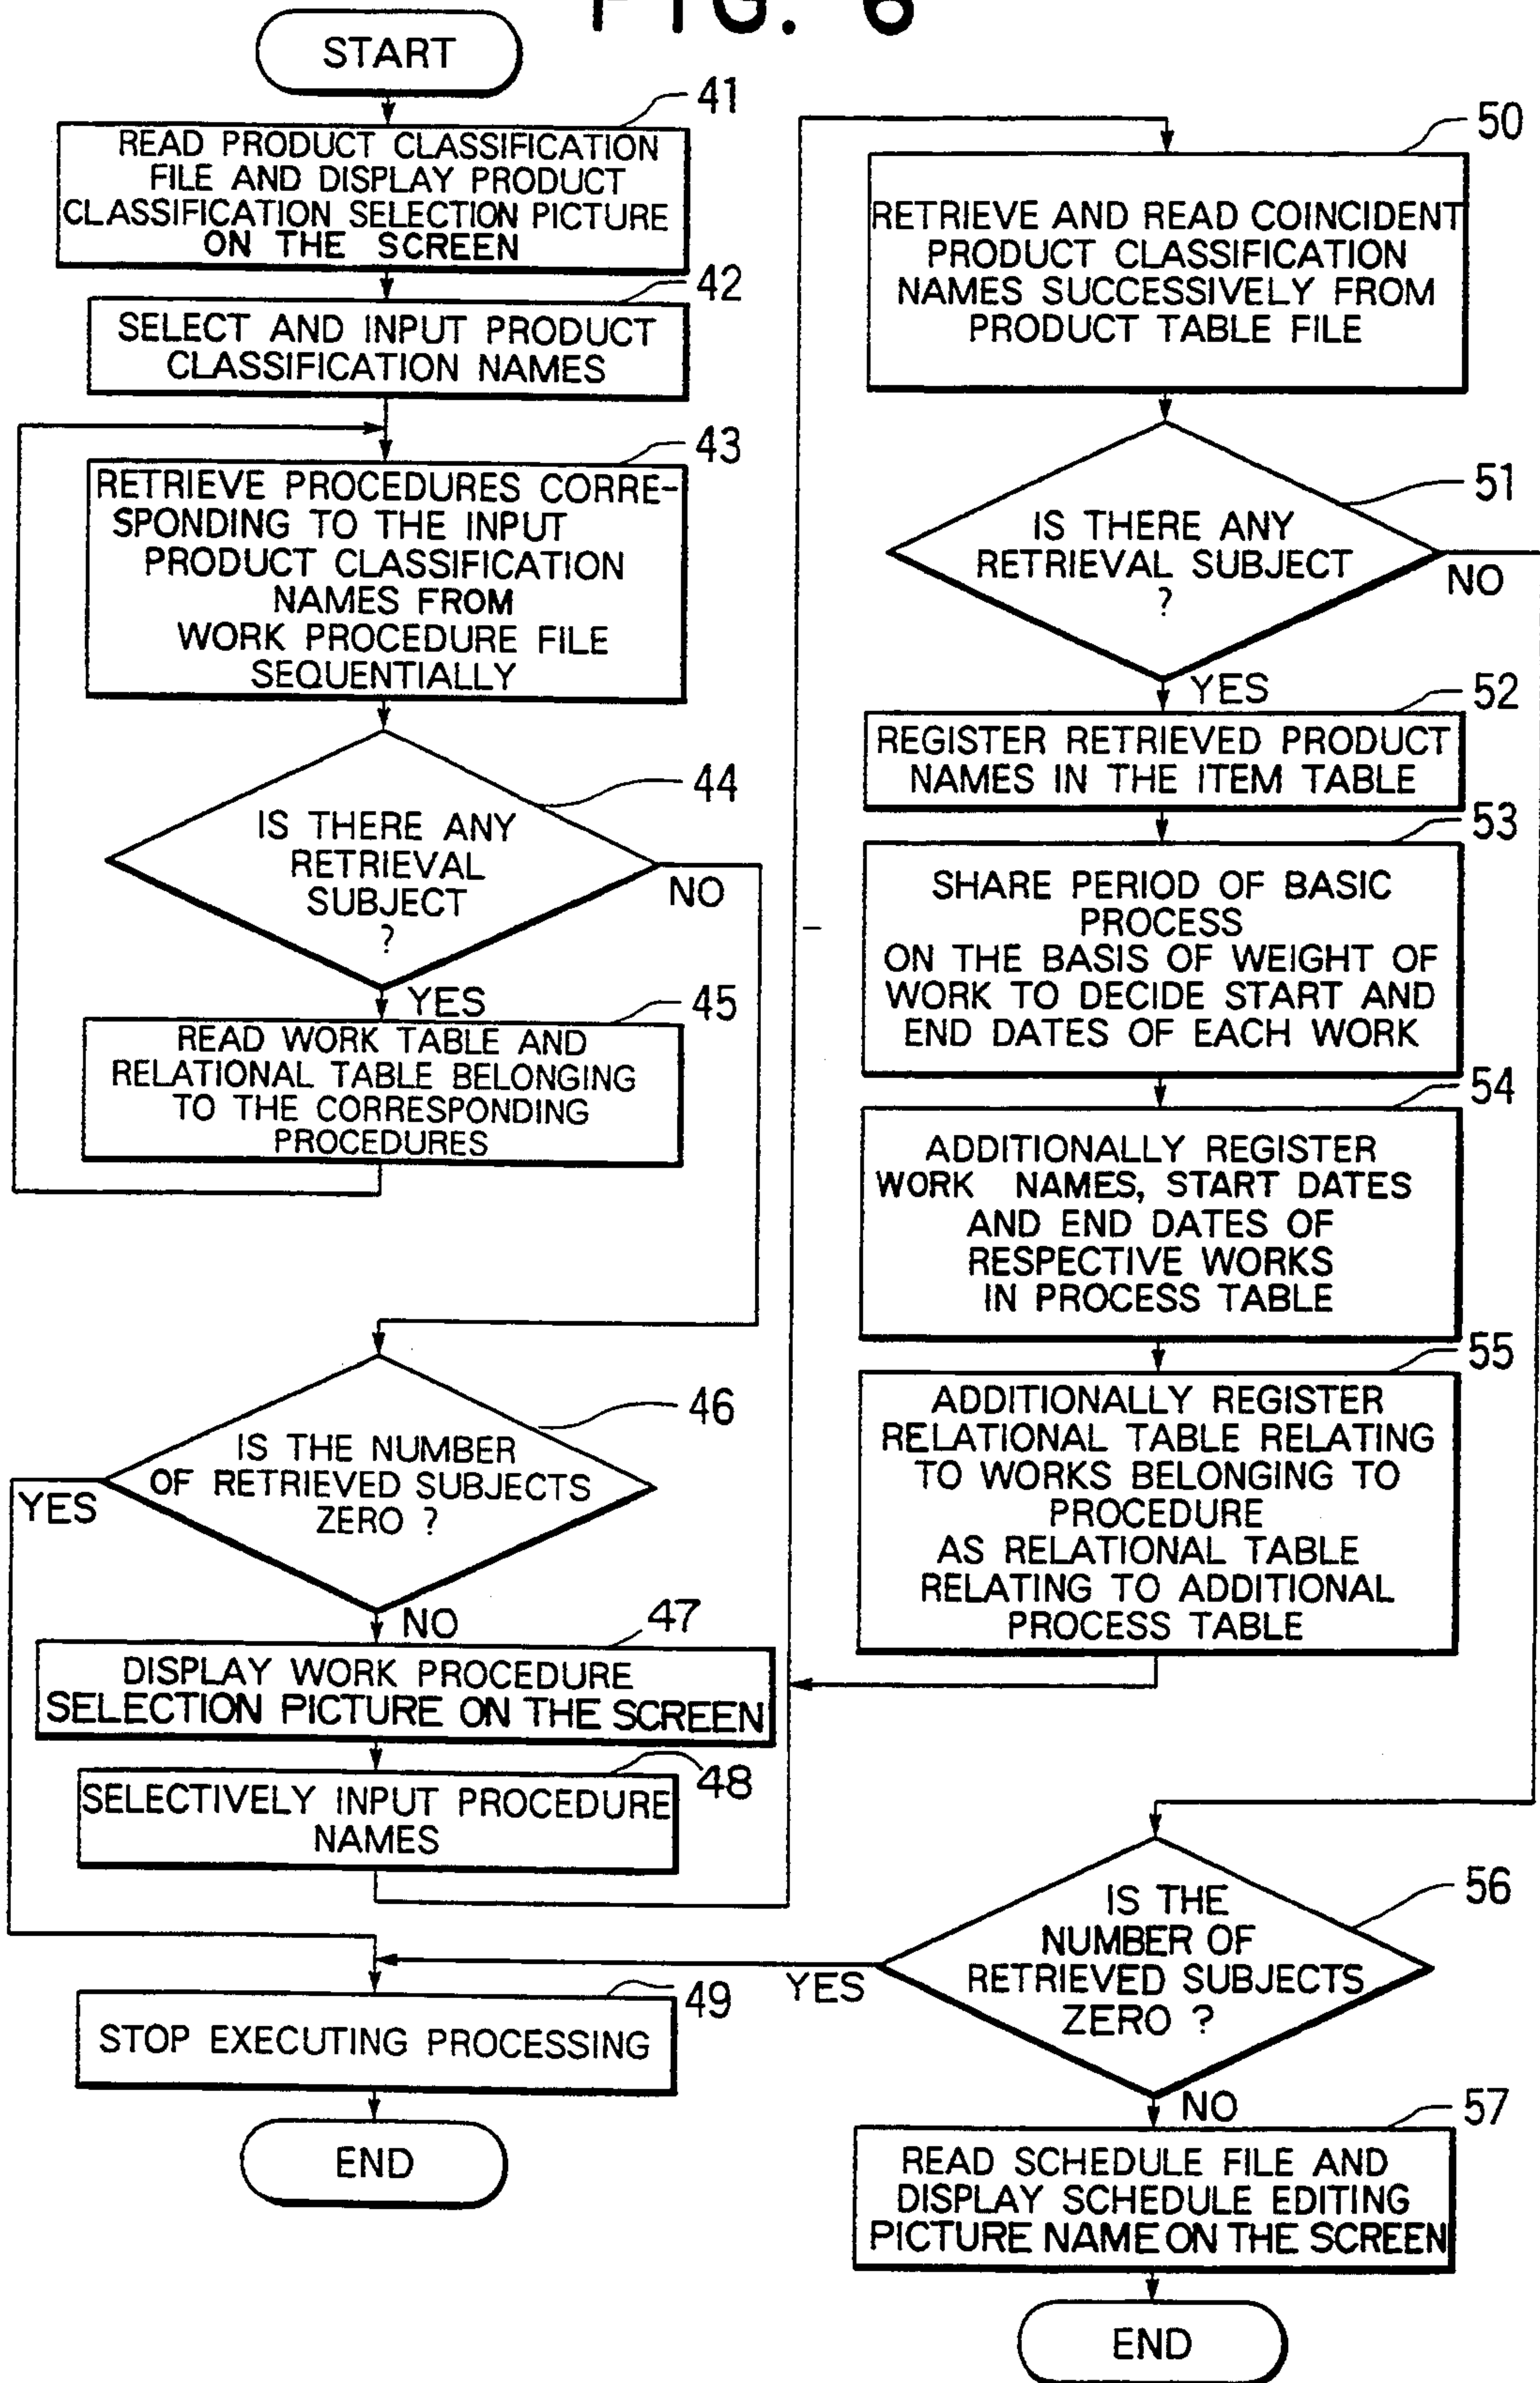 FIG. 6
START
41
READ PRODUCT CLASSIFICATION
FILE AND DISPLAY PRODUCT
CLASSIFICATION SELECTION PICTURE
ON THE SCREEN
42
SELECT AND INPUT PRODUCT
CLASSIFICATION NAMES
43
RETRIEVE PROCEDURES CORRE-
SPONDING TO THE INPUT
PRODUCT CLASSIFICATION
NAMES FROM
WORK PROCEDURE FILE
SEQUENTIALLY
44
IS THERE ANY
RETRIEVAL
SUBJECT
?
NO
YES
45
READ WORK TABLE AND
RELATIONAL TABLE BELONGING
TO THE CORRESPONDING
PROCEDURES
46
IS THE NUMBER
OF RETRIEVED SUBJECTS
ZERO ?
YES
NO
47
DISPLAY WORK PROCEDURE
SELECTION PICTURE ON THE SCREEN
48
SELECTIVELY INPUT PROCEDURE
NAMES
49
STOP EXECUTING PROCESSING
END
50
RETRIEVE AND READ COINCIDENT
PRODUCT CLASSIFICATION
NAMES SUCCESSIVELY FROM
PRODUCT TABLE FILE
51
IS THERE ANY
RETRIEVAL SUBJECT
?
NO
YES
52
REGISTER RETRIEVED PRODUCT
NAMES IN THE ITEM TABLE
53
SHARE PERIOD OF BASIC
PROCESS
ON THE BASIS OF WEIGHT OF
WORK TO DECIDE START AND
END DATES OF EACH WORK
54
ADDITIONALLY REGISTER
WORK NAMES, START DATES
AND END DATES OF
RESPECTIVE WORKS
IN PROCESS TABLE
55
ADDITIONALLY REGISTER
RELATIONAL TABLE RELATING
TO WORKS BELONGING TO
PROCEDURE
AS RELATIONAL TABLE
RELATING TO ADDITIONAL
PROCESS TABLE
56
IS THE
NUMBER OF
RETRIEVED SUBJECTS
ZERO ?
YES
NO
57
READ SCHEDULE FILE AND
DISPLAY SCHEDULE EDITING
PICTURE NAME ON THE SCREEN
END